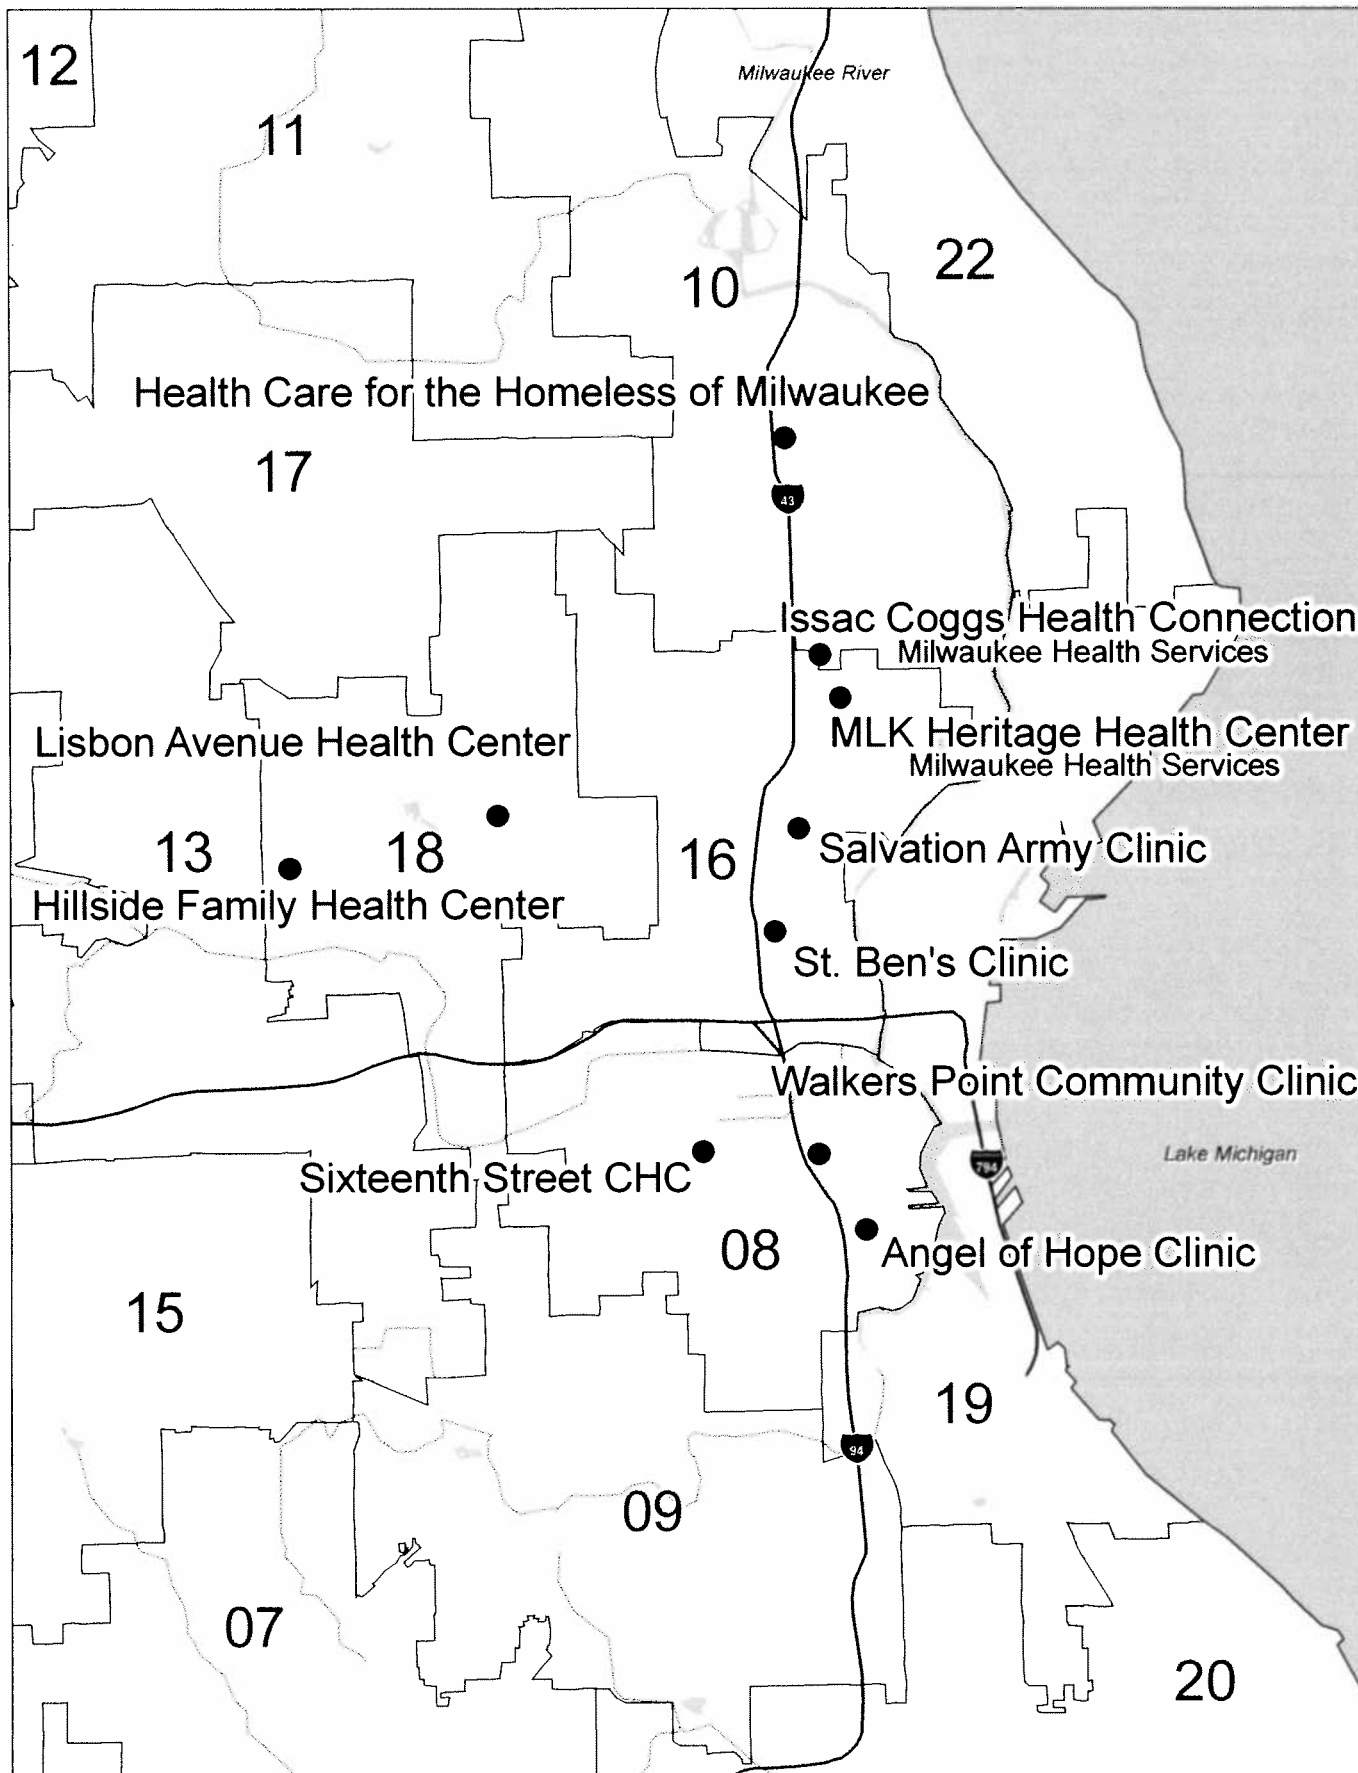 12
Milwaukee River
11
22
10
Health Care for the Homeless of Milwaukee
17
43
Issac Coggs Health Connection
Milwaukee Health Services
MLK Heritage Health Center
Milwaukee Health Services
Lisbon Avenue Health Center
13
18
16
Salvation Army Clinic
Hillside Family Health Center
St. Ben's Clinic
Walkers Point Community Clinic
Lake Michigan
794
Sixteenth Street CHC
08
Angel of Hope Clinic
15
19
94
09
07
20